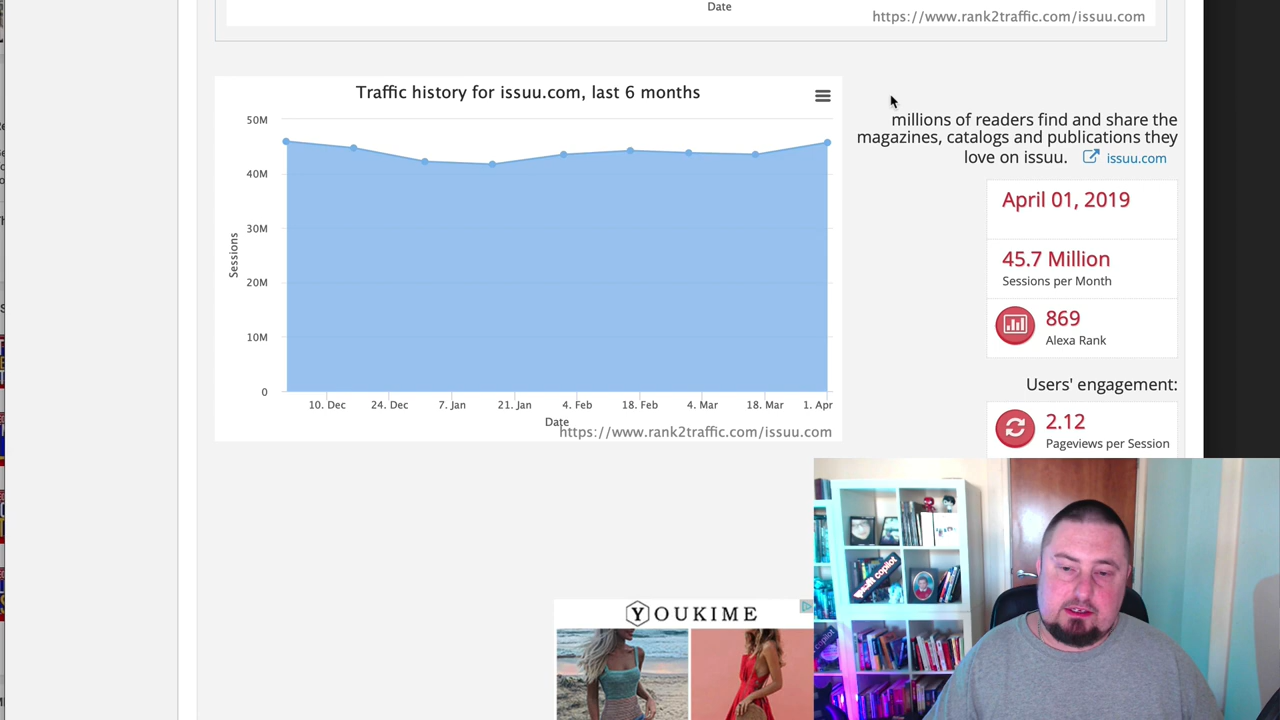 Date
https://www.rank2traffic.com/issuu.com
Traffic history for issuu.com, last 6 months
50M
40M
30M
20M
10M
0
Sessions
10. Dec
24. Dec
7. Jan
21. Jan
4. Feb
18. Feb
4. Mar
18. Mar
1. Apr
Date
https://www.rank2traffic.com/issuu.com
millions of readers find and share the
magazines, catalogs and publications they
love on issuu. issuu.com
April 01, 2019
45.7 Million
Sessions per Month
869
Alexa Rank
Users' engagement:
2.12
Pageviews per Session
YOUKIME
copilot